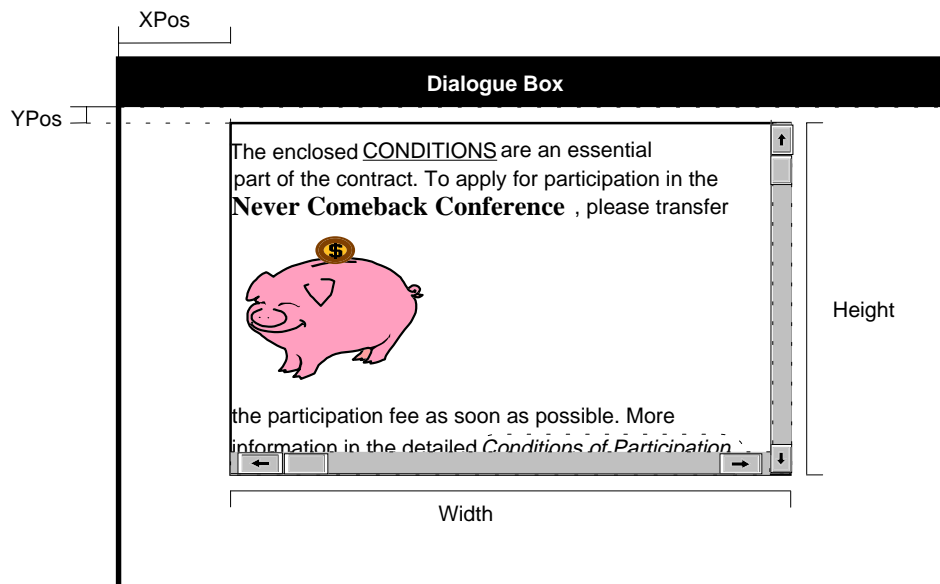 XPos
Dialogue Box
YPos
The enclosed CONDITIONS are an essential
part of the contract. To apply for participation in the
Never Comeback Conference , please transfer
$
Height
the participation fee as soon as possible. More
information in the detailed Conditions of Participation
Width